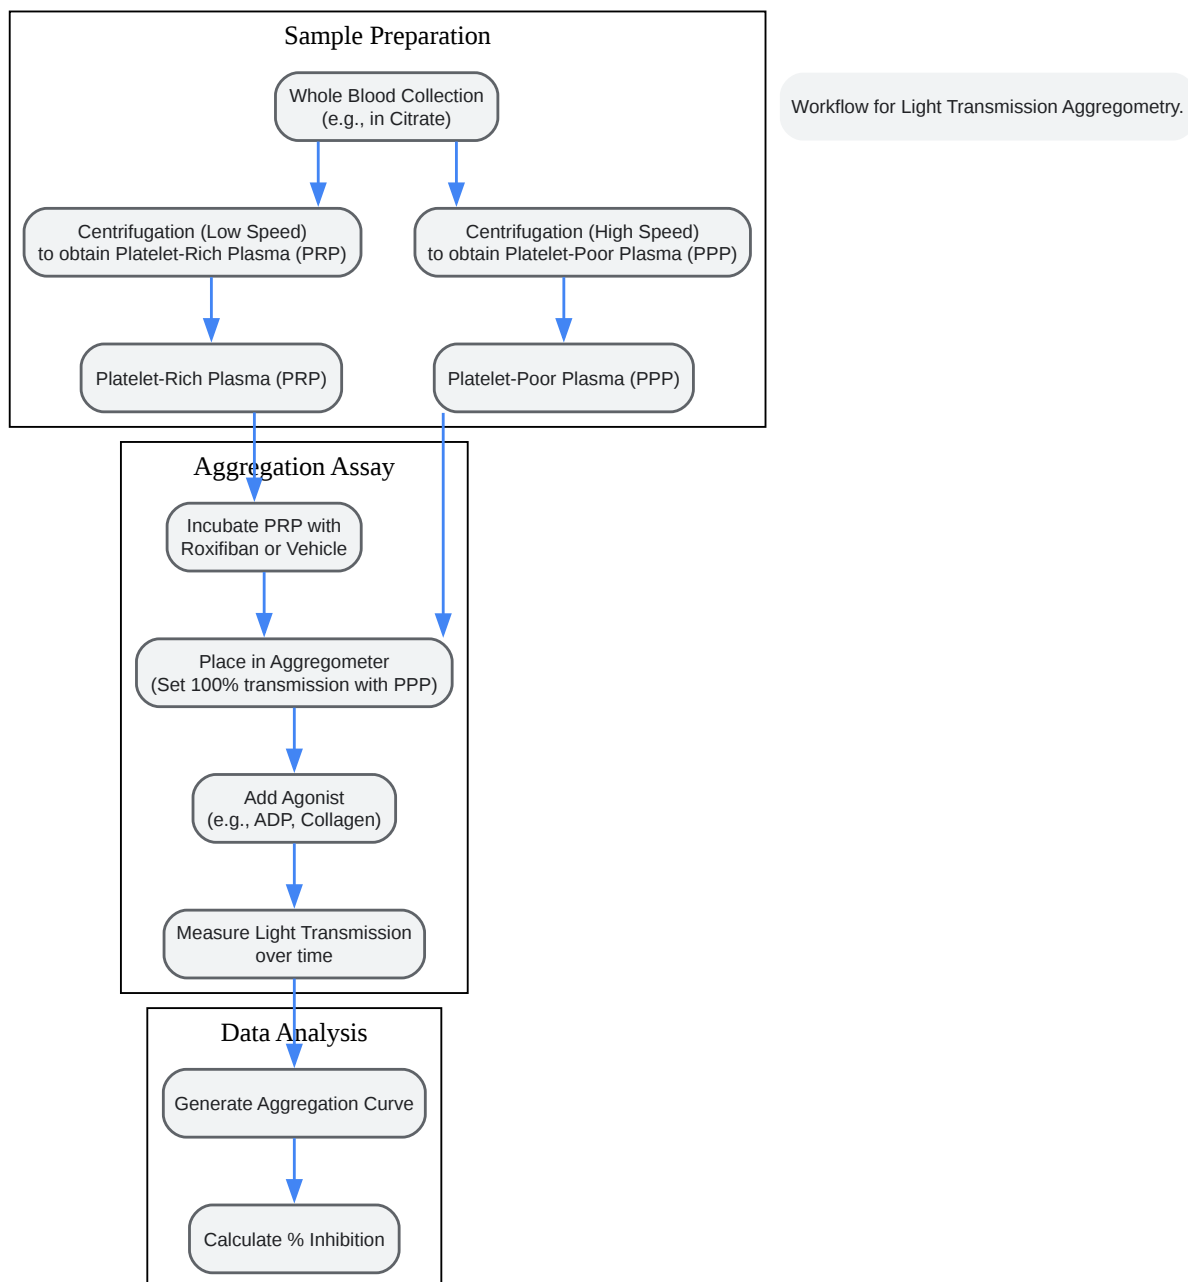 Sample Preparation
Whole Blood Collection
(e.g., in Citrate)
Workflow for Light Transmission Aggregometry.
Centrifugation (Low Speed)
to obtain Platelet-Rich Plasma (PRP)
Centrifugation (High Speed)
to obtain Platelet-Poor Plasma (PPP)
Platelet-Rich Plasma (PRP)
Platelet-Poor Plasma (PPP)
Aggregation Assay
Incubate PRP with
Roxifiban or Vehicle
Place in Aggregometer
(Set 100% transmission with PPP)
Add Agonist
(e.g., ADP, Collagen)
Measure Light Transmission
over time
Data Analysis
Generate Aggregation Curve
Calculate % Inhibition